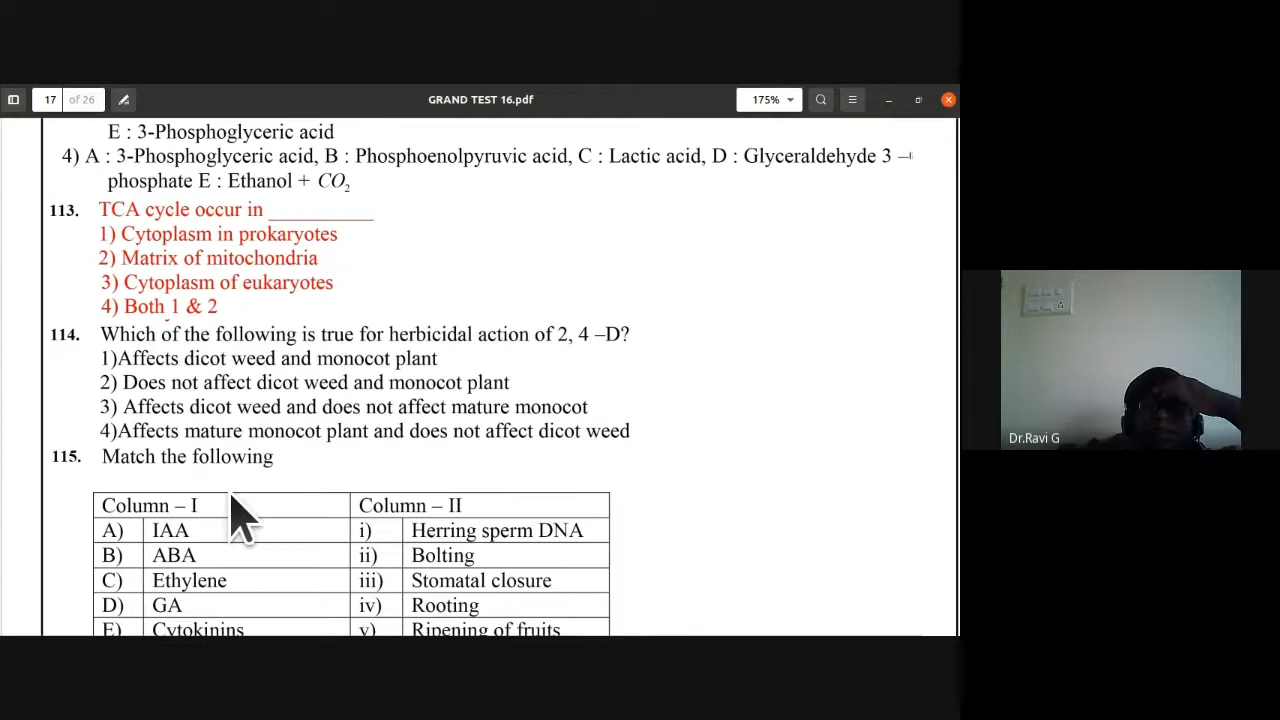 17 of 26
GRAND TEST 16.pdf
175%
E : 3-Phosphoglyceric acid
4) A : 3-Phosphoglyceric acid, B : Phosphoenolpyruvic acid, C : Lactic acid, D : Glyceraldehyde 3 –
phosphate E : Ethanol + CO₂
113. TCA cycle occur in __________
1) Cytoplasm in prokaryotes
2) Matrix of mitochondria
3) Cytoplasm of eukaryotes
4) Both 1 & 2
114. Which of the following is true for herbicidal action of 2, 4 –D?
1)Affects dicot weed and monocot plant
2) Does not affect dicot weed and monocot plant
3) Affects dicot weed and does not affect mature monocot
4)Affects mature monocot plant and does not affect dicot weed
115. Match the following
Column – I Column – II
A) IAA i) Herring sperm DNA
B) ABA ii) Bolting
C) Ethylene iii) Stomatal closure
D) GA iv) Rooting
E) Cytokinins v) Ripening of fruits
Dr.Ravi G